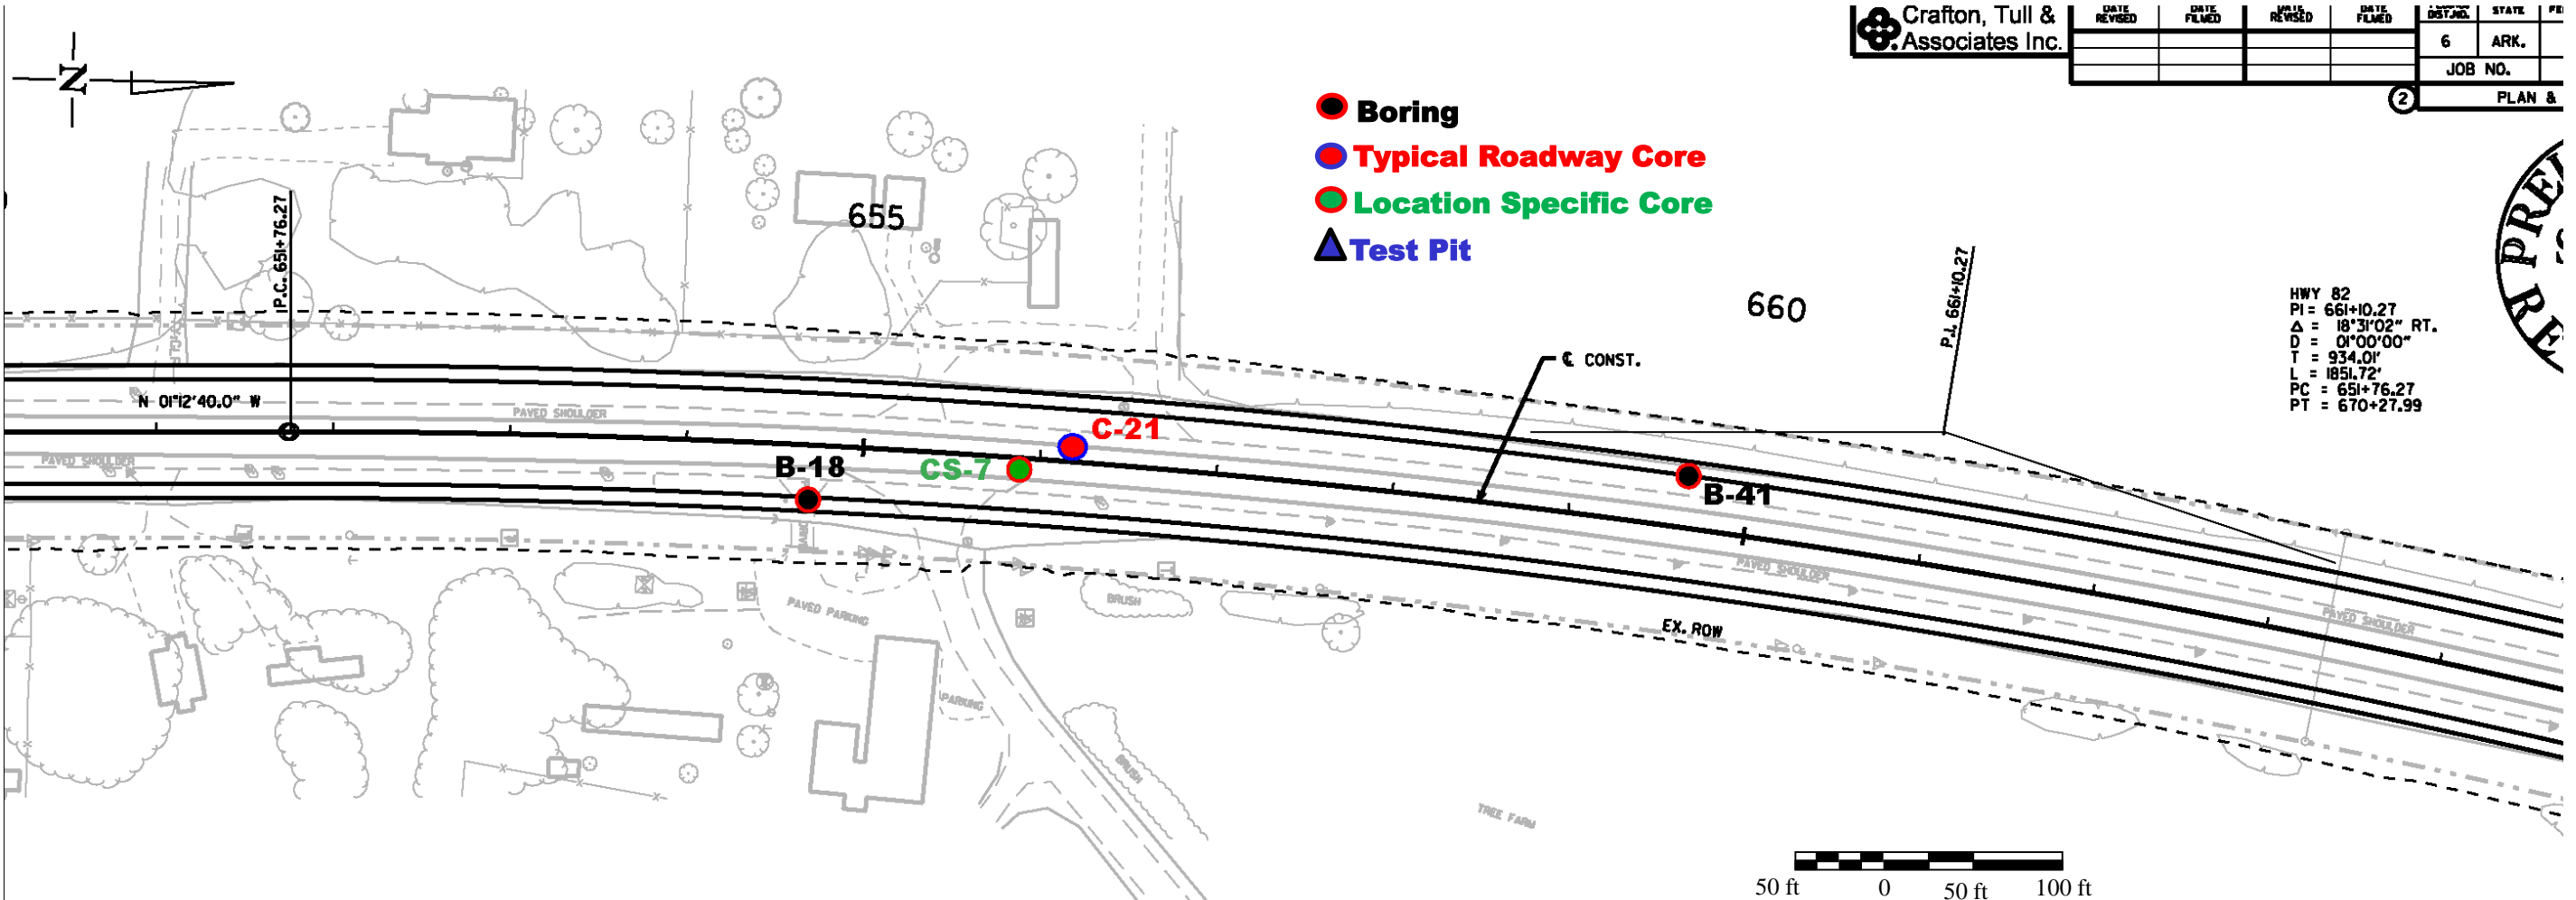 Crafton, Tull &
Associates Inc.
DATE
REVISED
DATE
FILMED
DATE
REVISED
DATE
FILMED
DIST.NO.
STATE
6
ARK.
JOB NO.
2
PLAN &
N
Boring
Typical Roadway Core
Location Specific Core
Test Pit
655
660
P.C. 651+76.27
P.I. 661+10.27
HWY 82
PI = 661+10.27
Δ = 18°31'02" RT.
D = 01°00'00"
T = 934.01'
L = 1851.72'
PC = 651+76.27
PT = 670+27.99
℄ CONST.
N 01°12'40.0" W
PAVED SHOULDER
C-21
PAVED SHOULDER
B-18
CS-7
B-41
PAVED SHOULDER
PAVED SHOULDER
EX. ROW
PAVED PARKING
BRUSH
PARKING
BRUSH
TREE FARM
50 ft
0
50 ft
100 ft